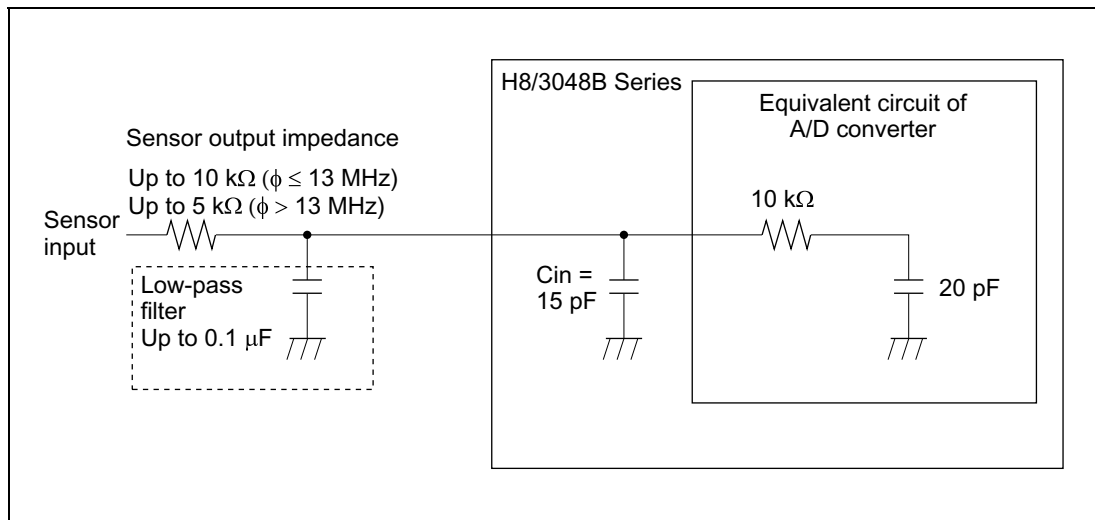 H8/3048B Series
Equivalent circuit of
A/D converter
Sensor output impedance
Up to 10 kΩ (ϕ ≤ 13 MHz)
Up to 5 kΩ (ϕ > 13 MHz)
10 kΩ
Sensor
input
Low-pass
filter
Up to 0.1 μF
Cin =
15 pF
20 pF